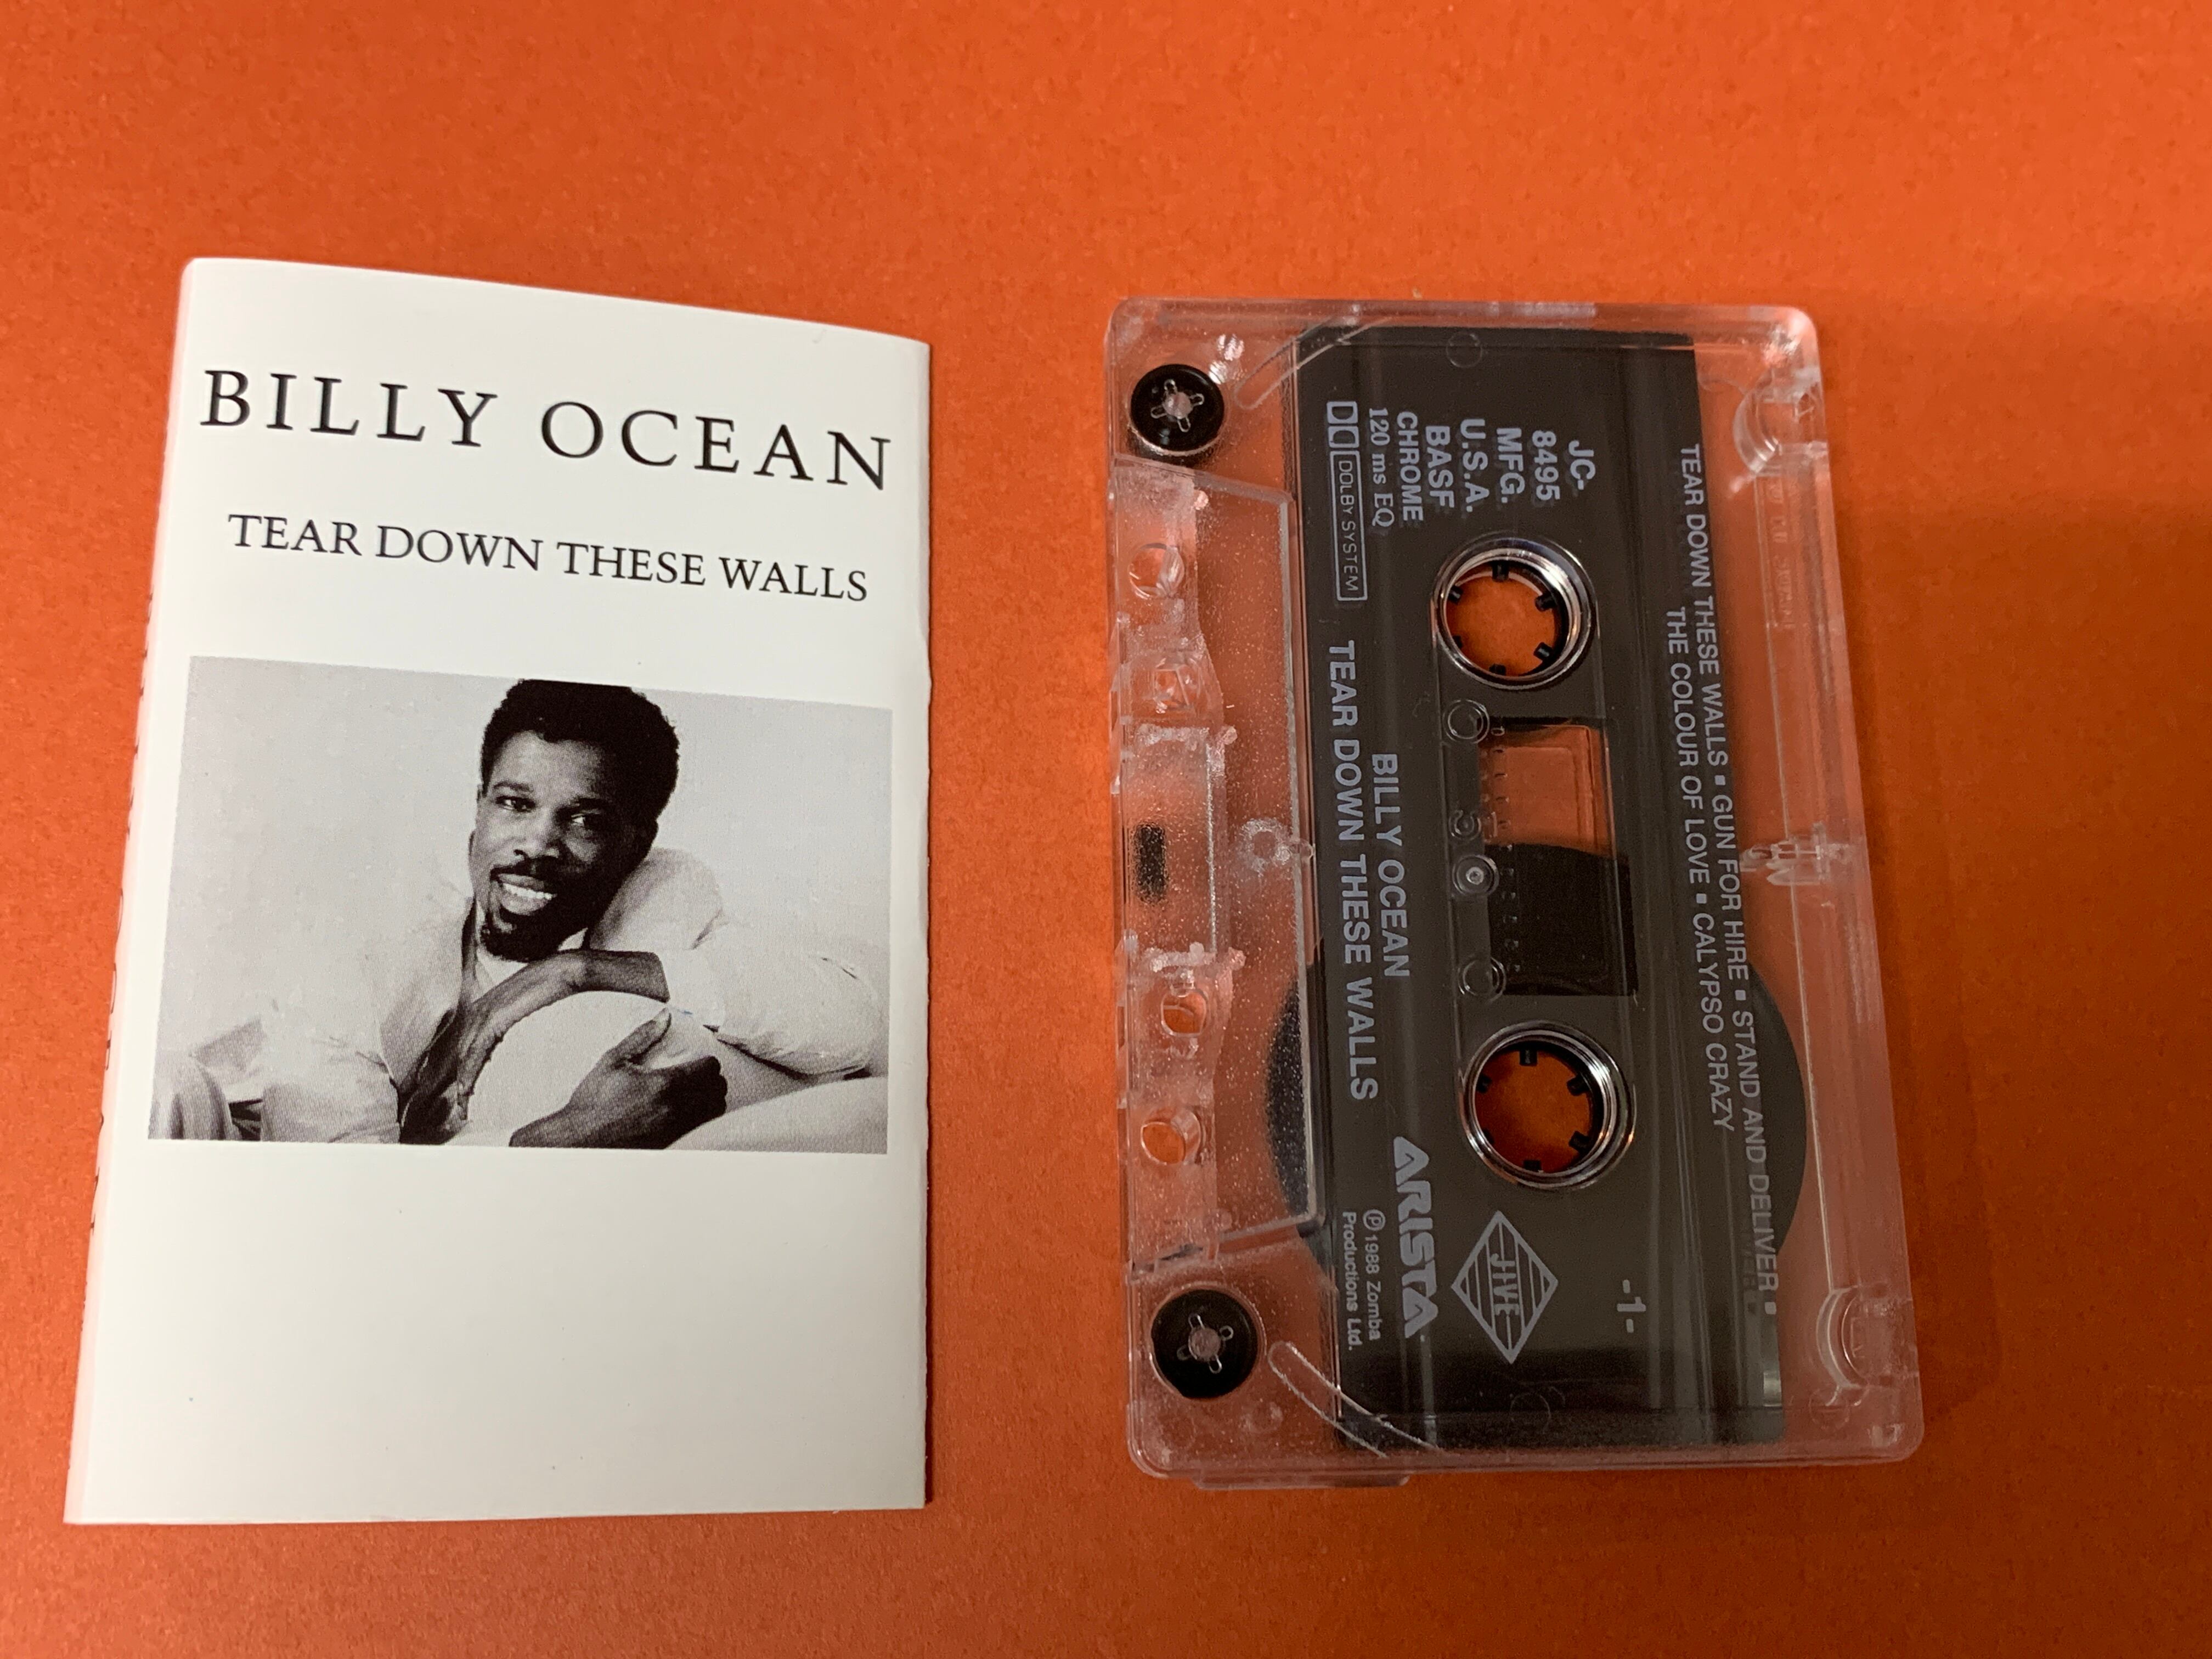 BILLY OCEAN
TEAR DOWN THESE WALLS
TEAR DOWN THESE WALLS ▪ GUN FOR HIRE ▪ STAND AND DELIVER ▪
THE COLOUR OF LOVE ▪ CALYPSO CRAZY
JC-
8495
MFG.
U.S.A.
BASF
CHROME
120 ms EQ
DOLBY SYSTEM
-1-
JIVE
ARISTA
℗1988 Zomba
Productions Ltd.
50
BILLY OCEAN
TEAR DOWN THESE WALLS